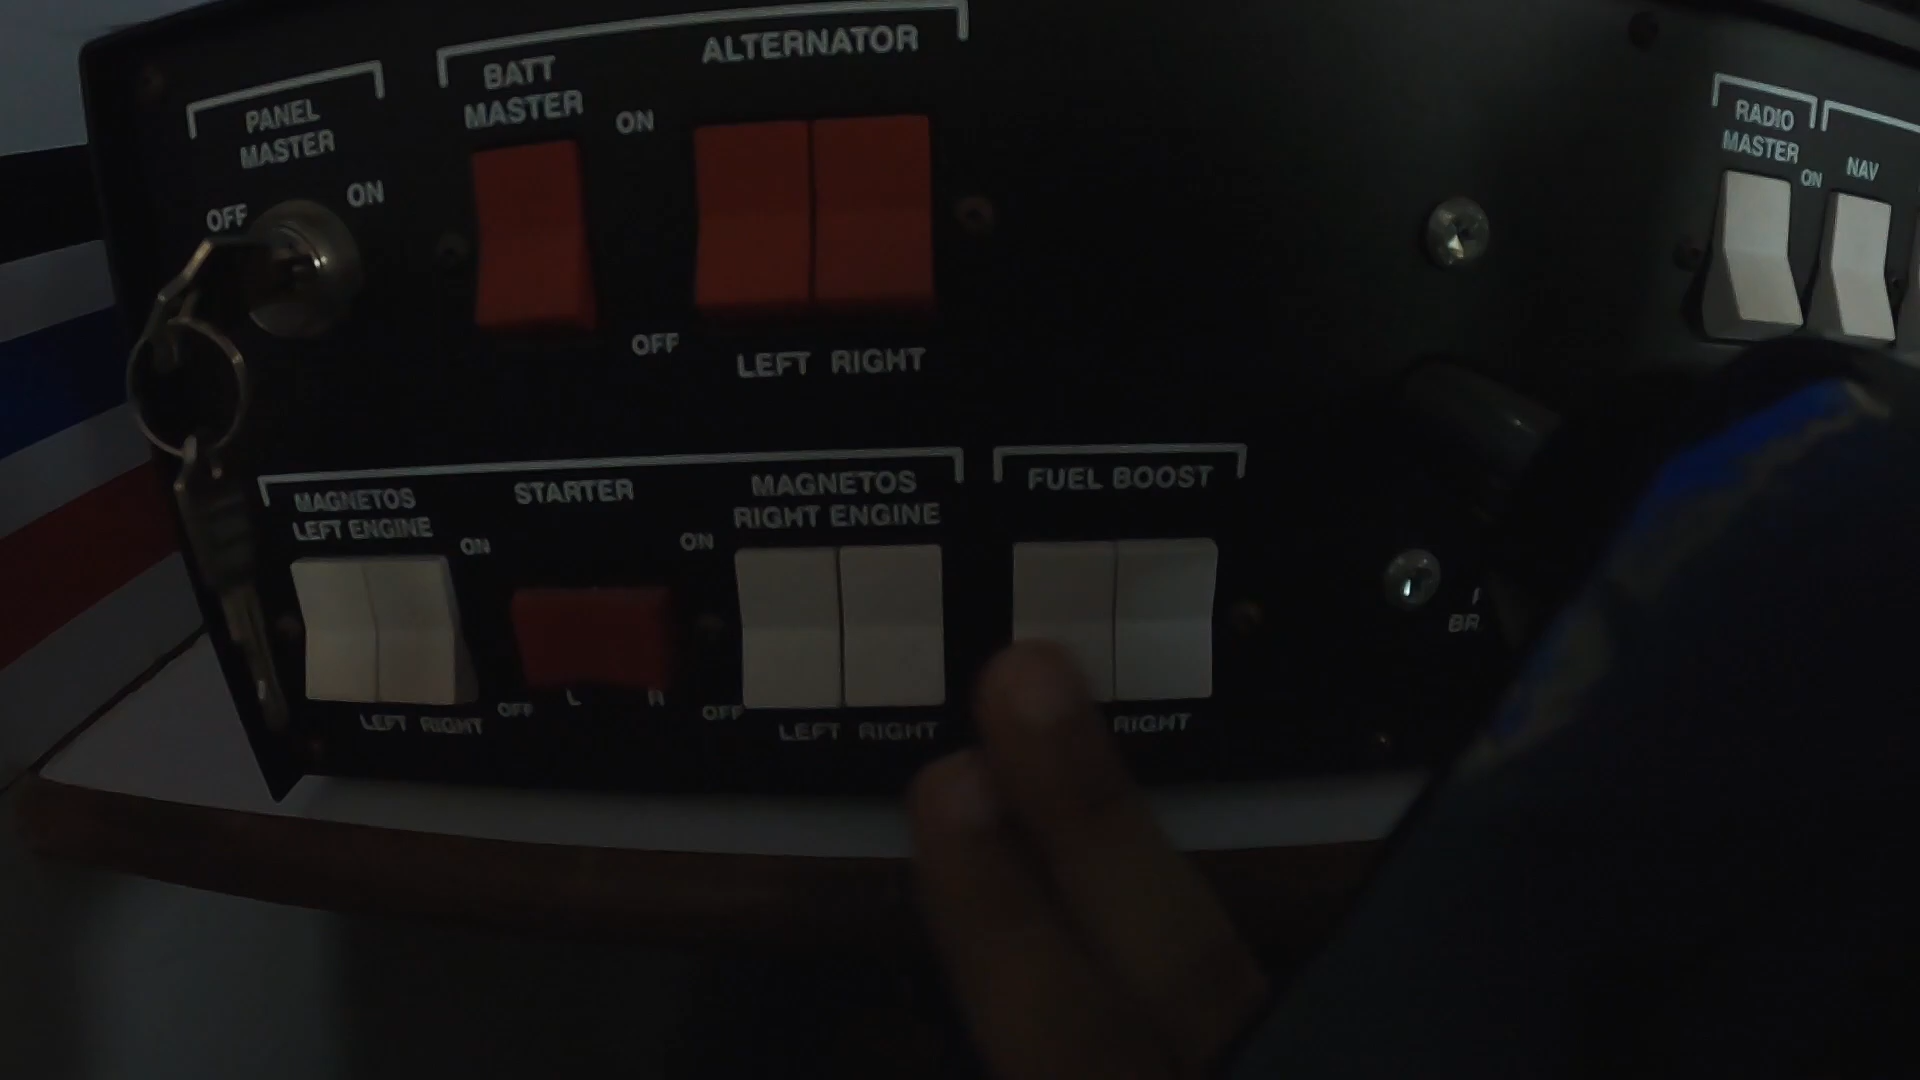 PANEL
MASTER
OFF
ON
BATT
MASTER
ALTERNATOR
ON
OFF
LEFT RIGHT
RADIO
MASTER
ON
NAV
MAGNETOS
LEFT ENGINE
ON
OFF
LEFT RIGHT
STARTER
L R
MAGNETOS
RIGHT ENGINE
ON
OFF
LEFT RIGHT
FUEL BOOST
RIGHT